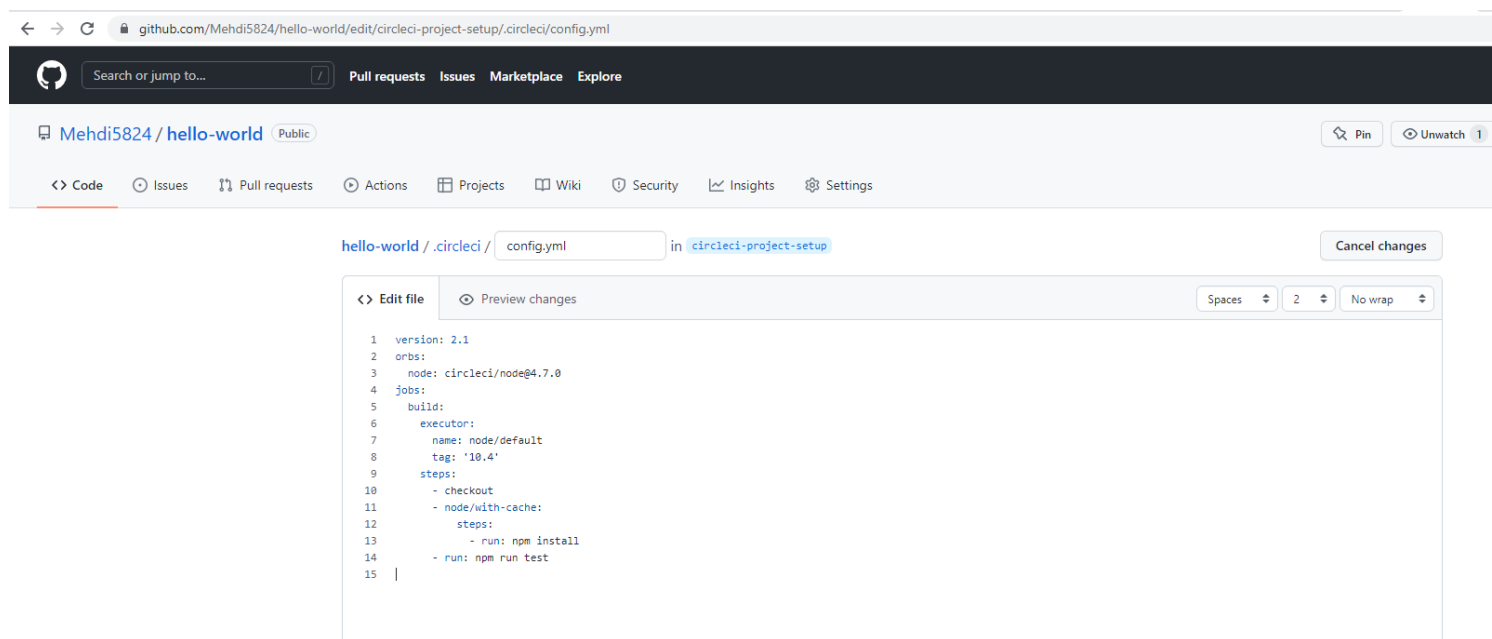 github.com/Mehdi5824/hello-world/edit/circleci-project-setup/.circleci/config.yml
Search or jump to... / Pull requests Issues Marketplace Explore
Mehdi5824 / hello-world Public Pin Unwatch 1
<> Code Issues Pull requests Actions Projects Wiki Security Insights Settings
hello-world / .circleci / config.yml in circleci-project-setup Cancel changes
<> Edit file Preview changes Spaces 2 No wrap
1 version: 2.1
2 orbs:
3   node: circleci/node@4.7.0
4 jobs:
5   build:
6     executor:
7       name: node/default
8       tag: '10.4'
9     steps:
10       - checkout
11       - node/with-cache:
12           steps:
13             - run: npm install
14       - run: npm run test
15